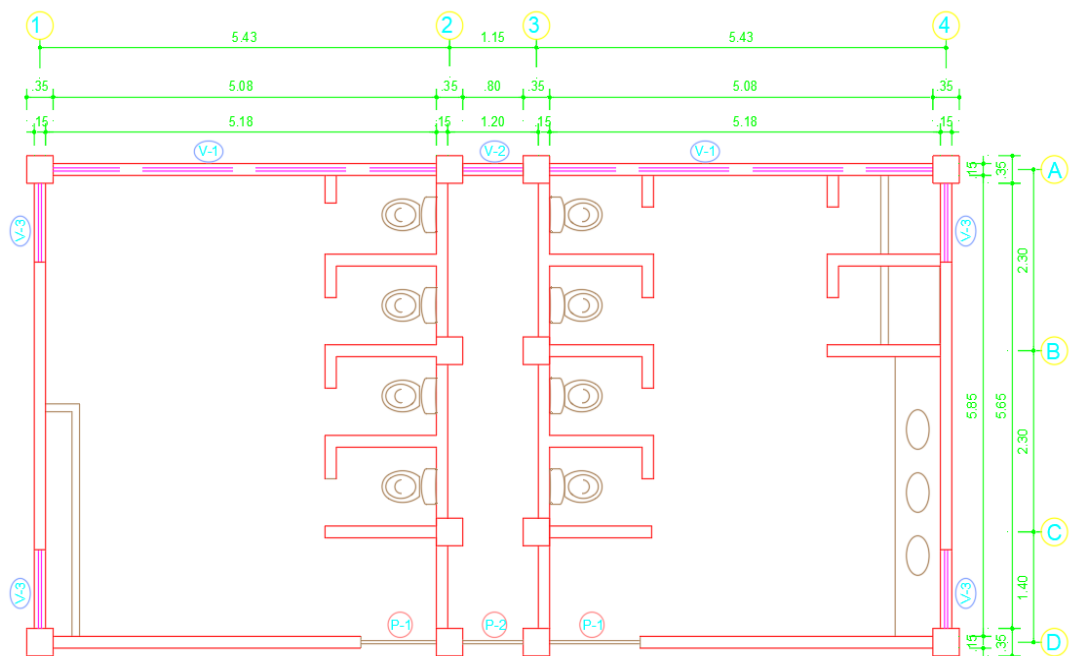 1 2 3 4
5.43 1.15 5.43
.35 5.08 .35 .80 .35 5.08 .35
.15 5.18 .15 1.20 .15 5.18 .15
V-1 V-2 V-1
.15 .35 A
V-3 V-3
2.30
B
5.85 5.65
2.30
C
1.40
V-3 V-3
P-1 P-2 P-1
.15 .35 D